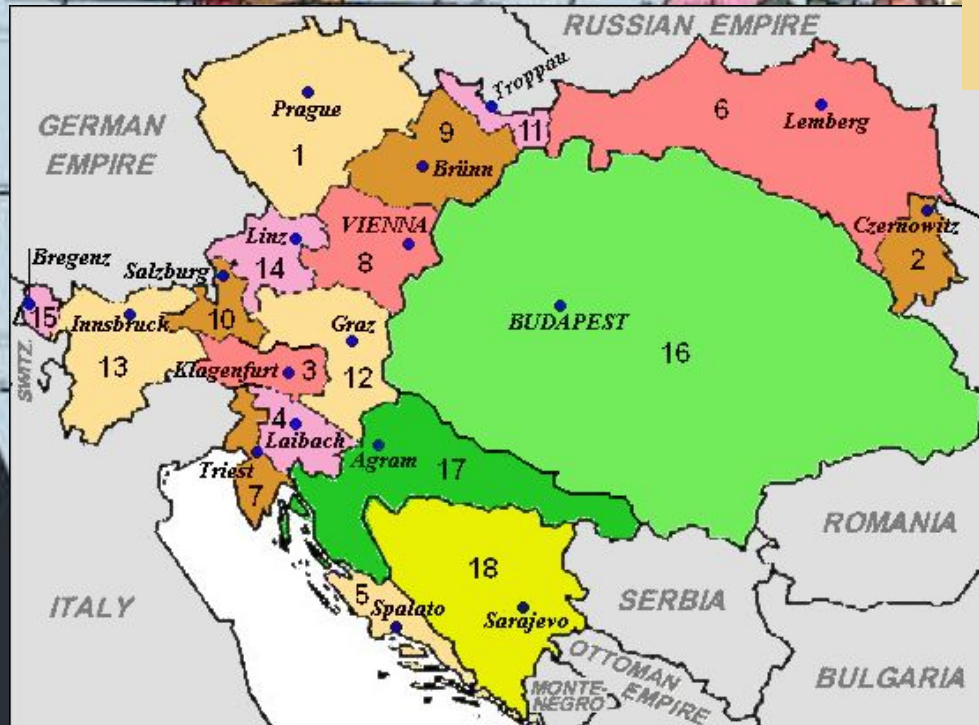 RUSSIAN EMPIRE
Troppau
Prague
6
Lemberg
GERMAN
EMPIRE
9
11
1
Brünn
Linz
VIENNA
Czernowitz
Bregenz
Salzburg
14
8
2
15
Innsbruck
10
Graz
BUDAPEST
16
SWITZ.
13
Klagenfurt
3
12
4
Laibach
Agram
17
Triest
7
ROMANIA
18
ITALY
5
Spalato
Sarajevo
SERBIA
OTTOMAN
EMPIRE
MONTE-
NEGRO
BULGARIA